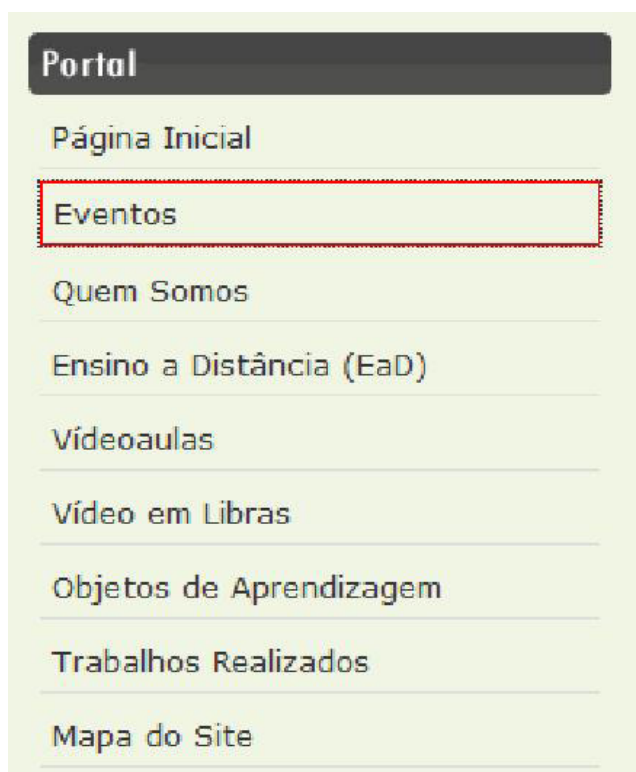 Portal
Página Inicial
Eventos
Quem Somos
Ensino a Distância (EaD)
Vídeoaulas
Vídeo em Libras
Objetos de Aprendizagem
Trabalhos Realizados
Mapa do Site